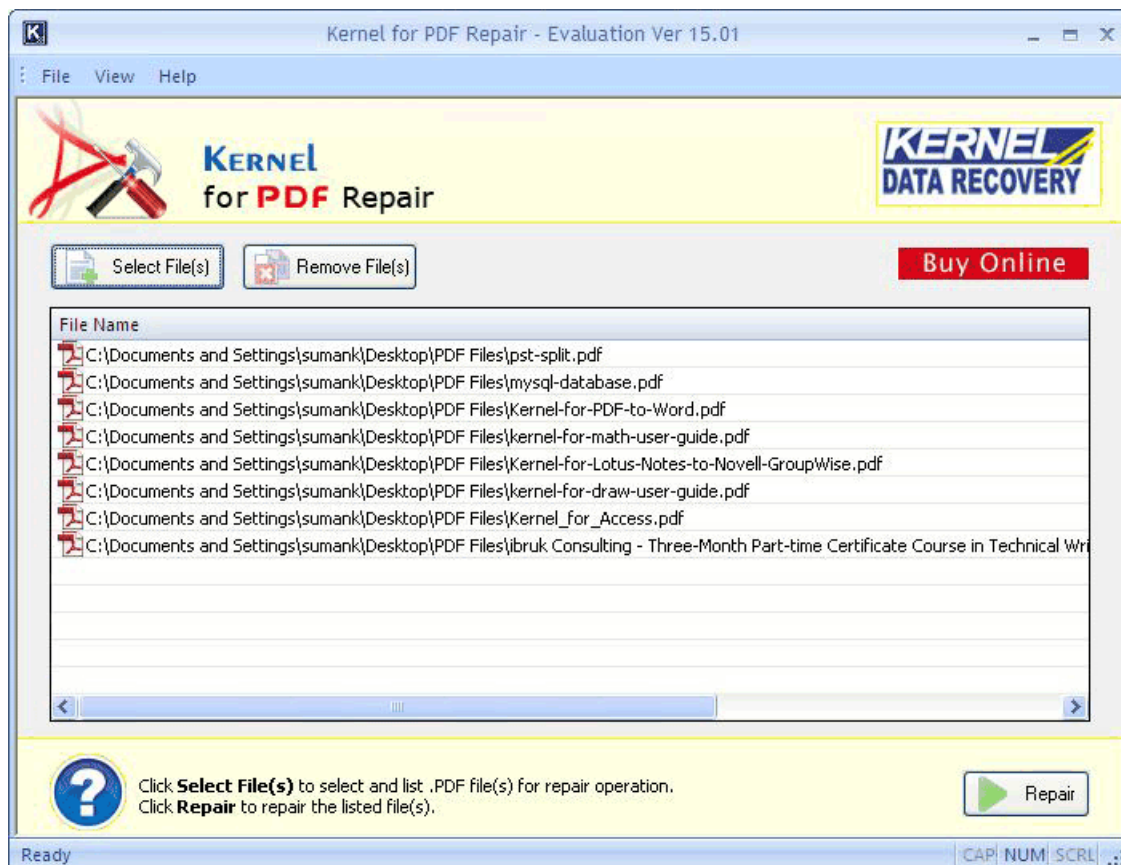 K
Kernel for PDF Repair - Evaluation Ver 15.01
File View Help
KERNEL
for PDF Repair
KERNEL
DATA RECOVERY
Select File(s) Remove File(s)
Buy Online
File Name
C:\Documents and Settings\sumank\Desktop\PDF Files\pst-split.pdf
C:\Documents and Settings\sumank\Desktop\PDF Files\mysql-database.pdf
C:\Documents and Settings\sumank\Desktop\PDF Files\Kernel-for-PDF-to-Word.pdf
C:\Documents and Settings\sumank\Desktop\PDF Files\kernel-for-math-user-guide.pdf
C:\Documents and Settings\sumank\Desktop\PDF Files\Kernel-for-Lotus-Notes-to-Novell-GroupWise.pdf
C:\Documents and Settings\sumank\Desktop\PDF Files\kernel-for-draw-user-guide.pdf
C:\Documents and Settings\sumank\Desktop\PDF Files\Kernel_for_Access.pdf
C:\Documents and Settings\sumank\Desktop\PDF Files\ibruk Consulting - Three-Month Part-time Certificate Course in Technical Wri
Click Select File(s) to select and list .PDF file(s) for repair operation.
Click Repair to repair the listed file(s).
Repair
Ready
CAP NUM SCRL